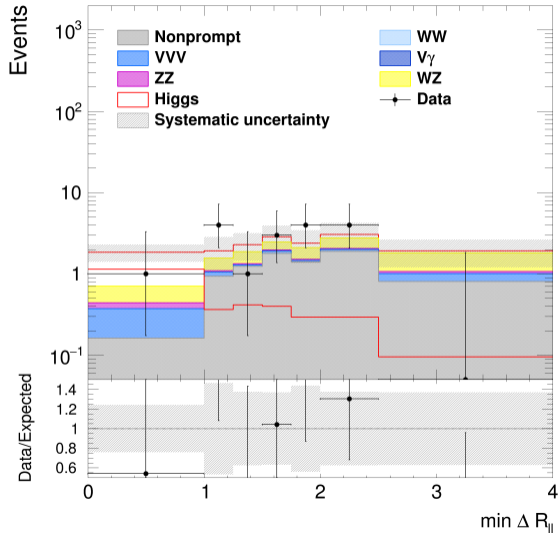 Events
10³
10²
10
1
10⁻¹
Nonprompt
VVV
ZZ
Higgs
Systematic uncertainty
WW
Vγ
WZ
Data
Data/Expected
1.4
1.2
1.0
0.8
0.6
0 1 2 3 4
min Δ R_ll